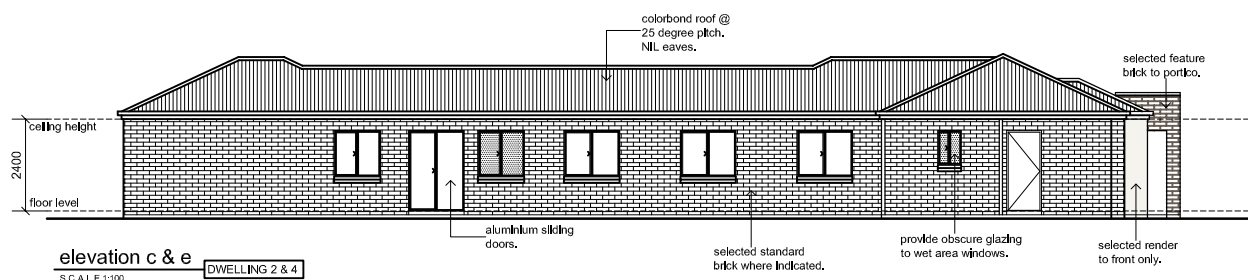 colorbond roof @
25 degree pitch.
NIL eaves.
selected feature
brick to portico.
ceiling height
2400
floor level
aluminium sliding
doors.
selected standard
brick where indicated.
provide obscure glazing
to wet area windows.
selected render
to front only.
elevation c & e
SCALE 1:100
DWELLING 2 & 4